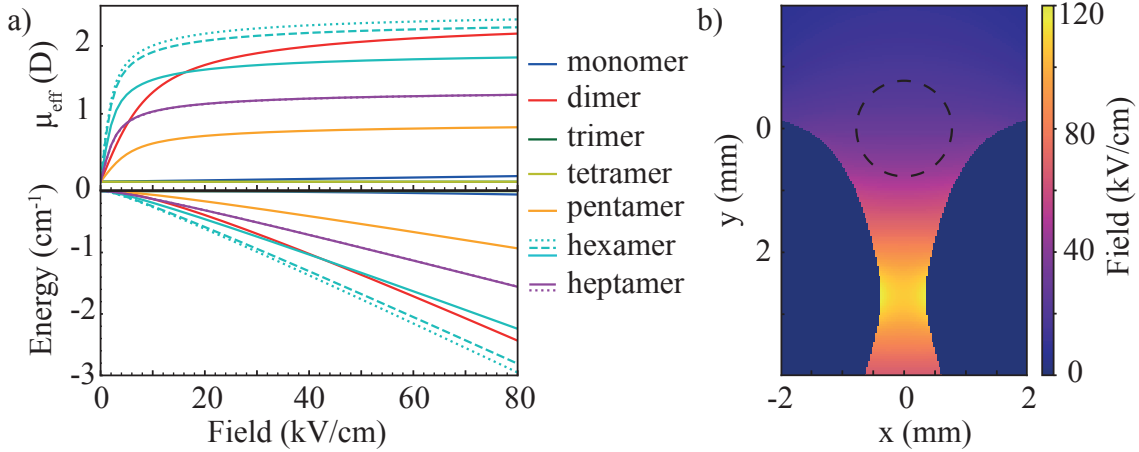 a)
μeff (D)
2
1
0
Energy (cm-1)
0
-1
-2
-3
0
20
40
60
80
Field (kV/cm)
monomer
dimer
trimer
tetramer
pentamer
hexamer
heptamer
b)
y (mm)
0
2
-2
0
2
x (mm)
Field (kV/cm)
120
80
40
0